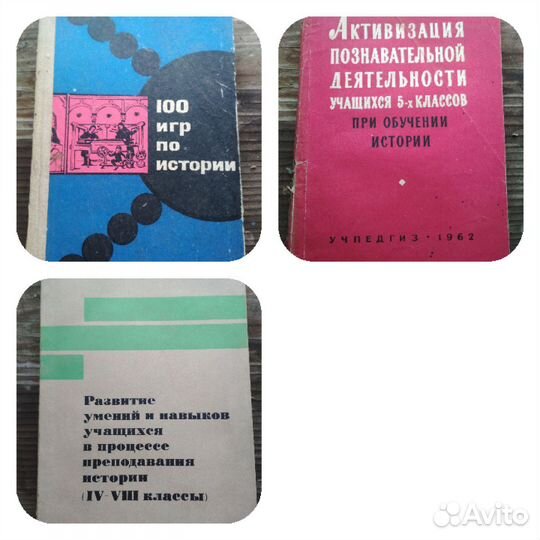 100
игр
по
истории
Активизация
познавательной
деятельности
учащихся 5-х классов
при обучении
истории
УЧПЕДГИЗ · 1962
Развитие
умений и навыков
учащихся
в процессе
преподавания
истории
(IV-VIII классы)
Avito